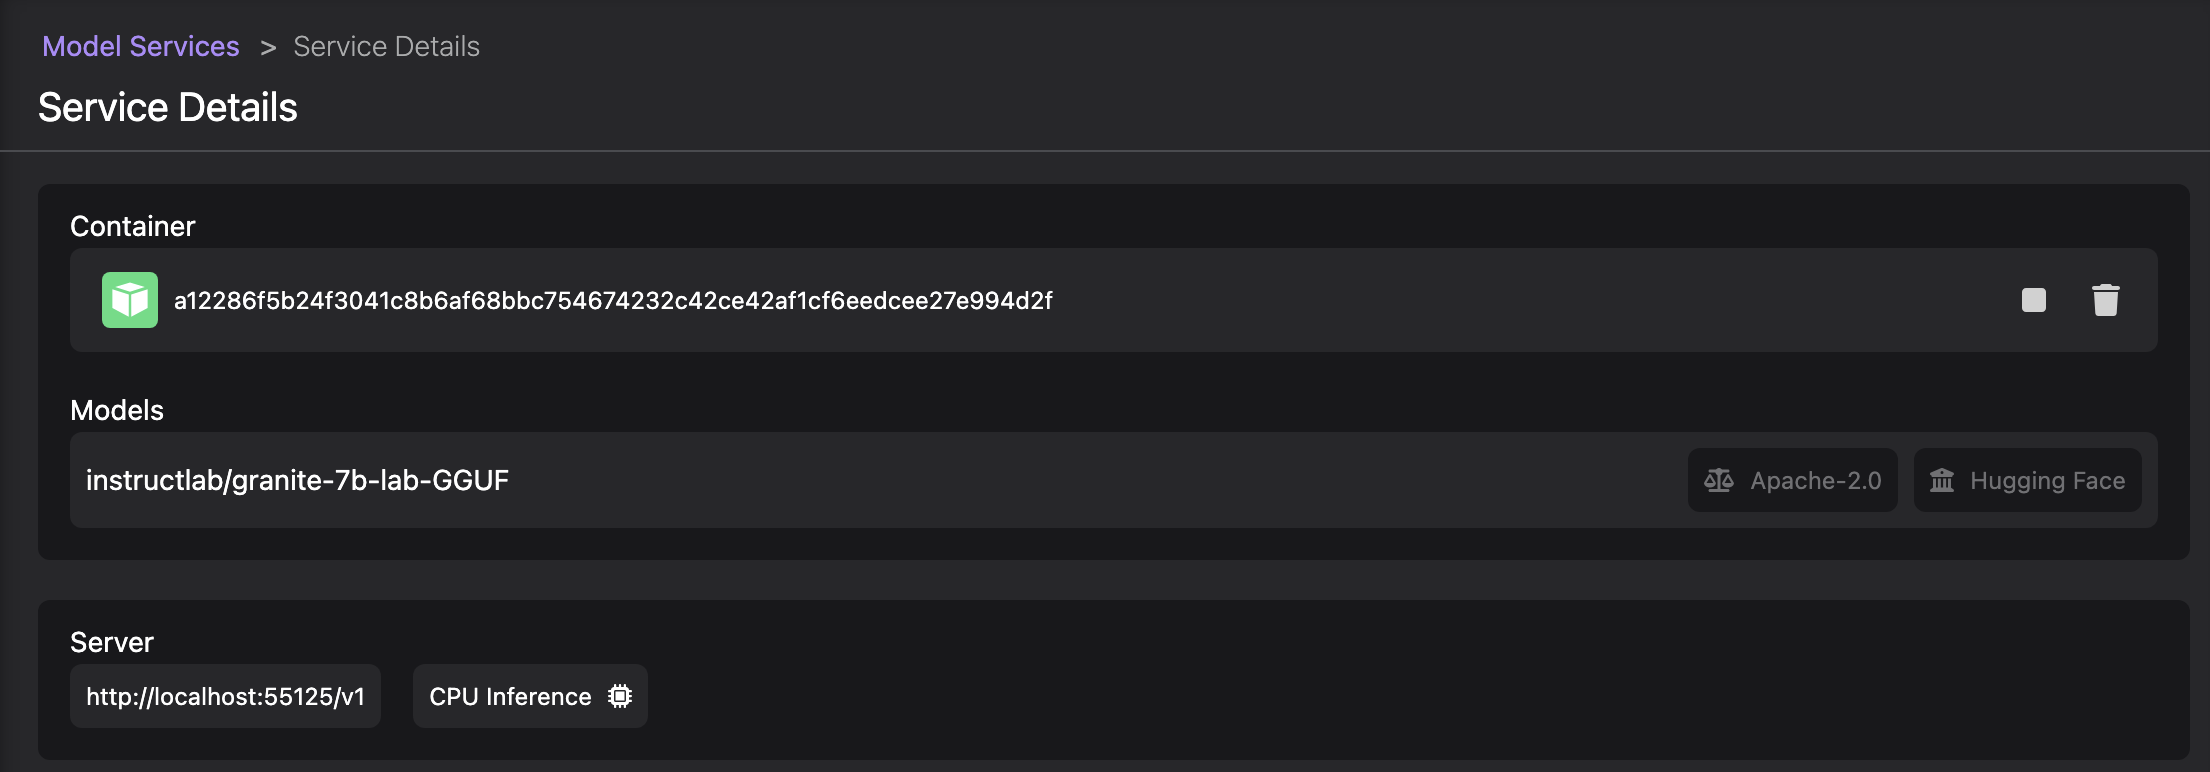 Model Services > Service Details
Service Details
Container
a12286f5b24f3041c8b6af68bbc754674232c42ce42af1cf6eedcee27e994d2f
Models
instructlab/granite-7b-lab-GGUF
Apache-2.0
Hugging Face
Server
http://localhost:55125/v1
CPU Inference